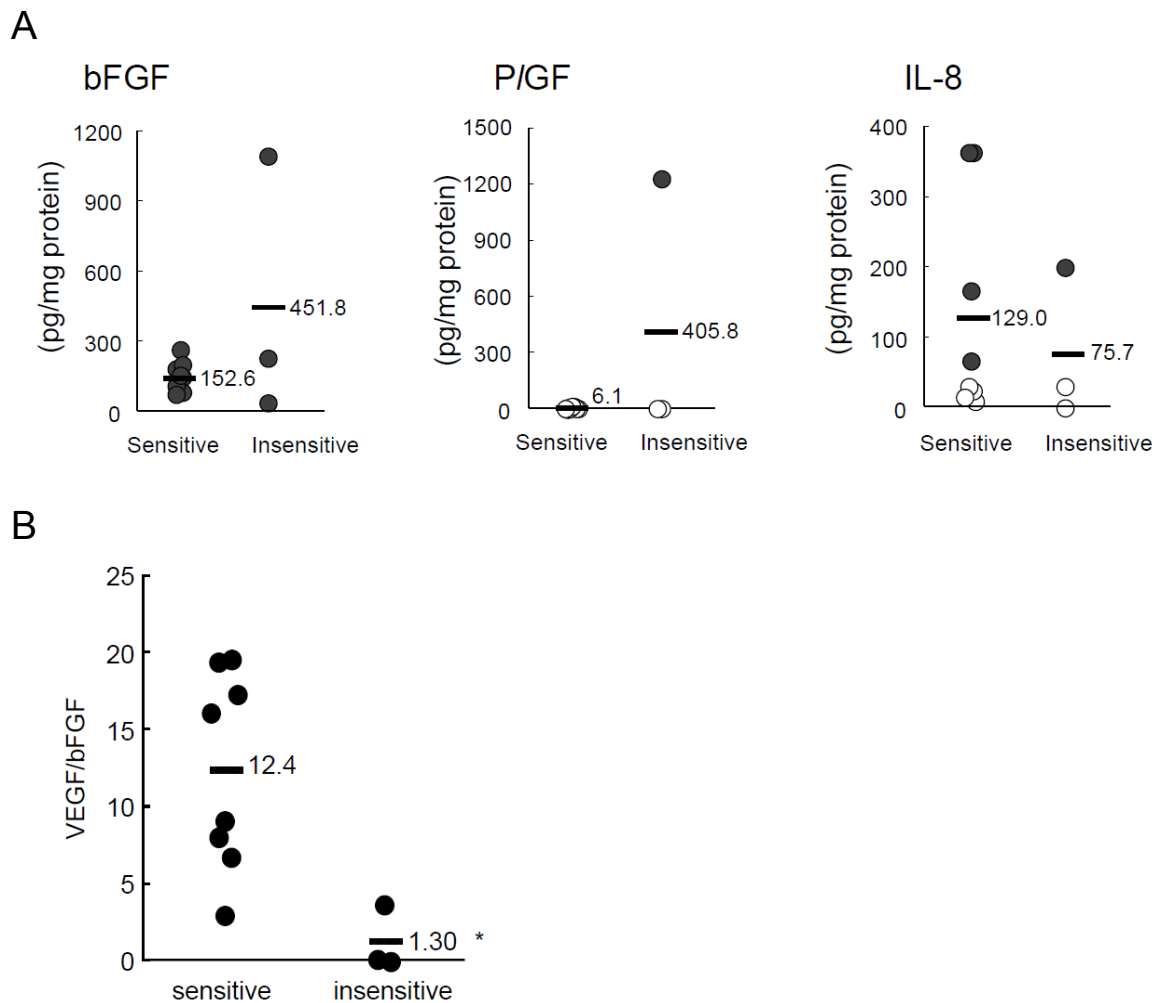 A
bFGF
(pg/mg protein)
1200
900
600
300
0
152.6
451.8
Sensitive Insensitive
PlGF
(pg/mg protein)
1500
1200
900
600
300
0
6.1
405.8
Sensitive Insensitive
IL-8
(pg/mg protein)
400
300
200
100
0
129.0
75.7
Sensitive Insensitive
B
VEGF/bFGF
25
20
15
10
5
0
12.4
1.30 *
sensitive insensitive